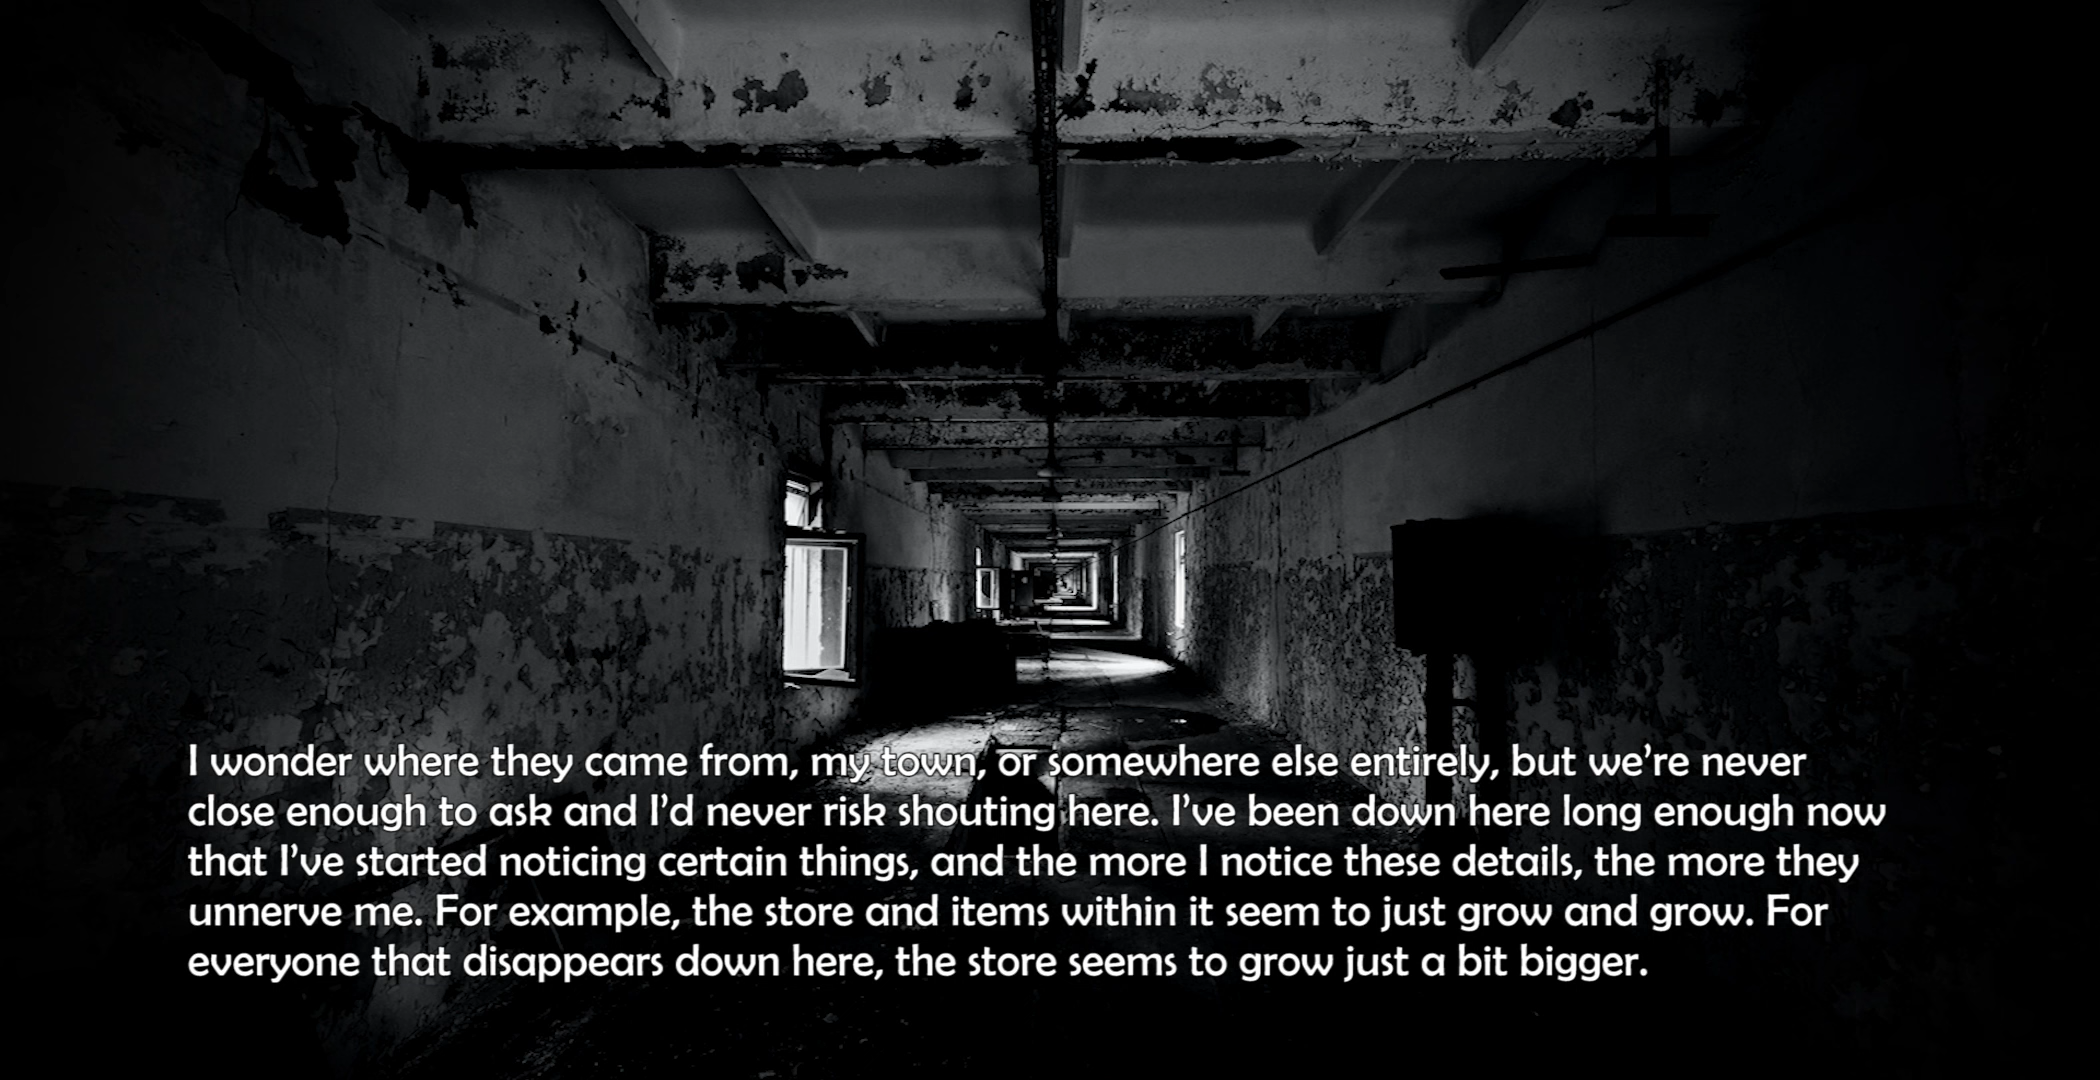 I wonder where they came from, my town, or somewhere else entirely, but we’re never
close enough to ask and I’d never risk shouting here. I’ve been down here long enough now
that I’ve started noticing certain things, and the more I notice these details, the more they
unnerve me. For example, the store and items within it seem to just grow and grow. For
everyone that disappears down here, the store seems to grow just a bit bigger.